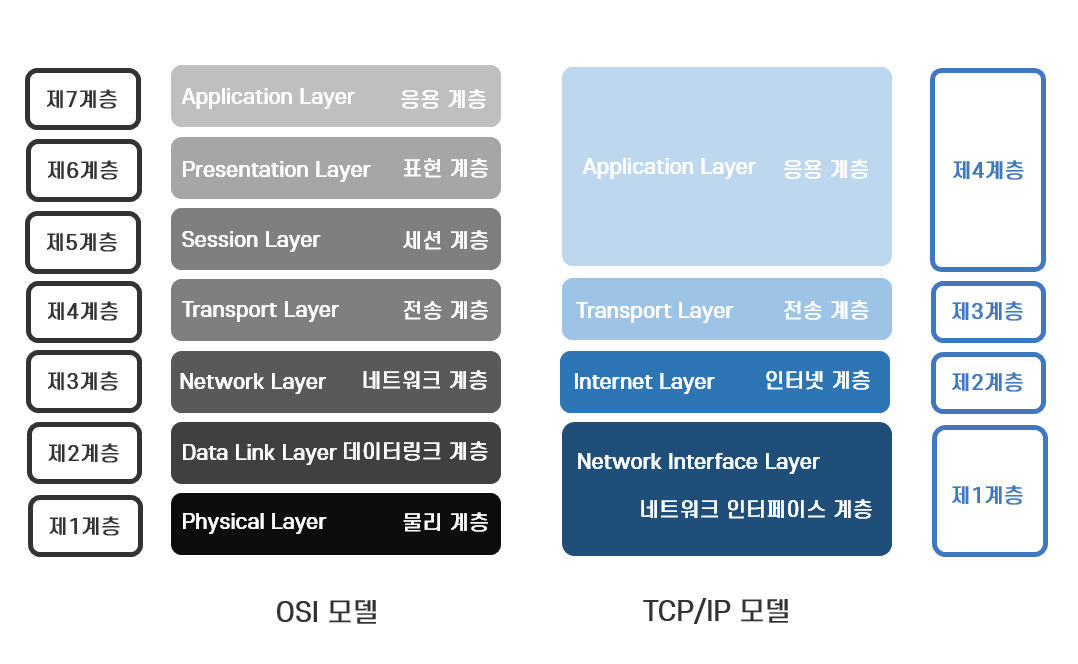 제7계층 Application Layer 응용 계층
제6계층 Presentation Layer 표현 계층
제5계층 Session Layer 세션 계층
제4계층 Transport Layer 전송 계층
제3계층 Network Layer 네트워크 계층
제2계층 Data Link Layer 데이터링크 계층
제1계층 Physical Layer 물리 계층
OSI 모델
Application Layer 응용 계층 제4계층
Transport Layer 전송 계층 제3계층
Internet Layer 인터넷 계층 제2계층
Network Interface Layer
네트워크 인터페이스 계층 제1계층
TCP/IP 모델